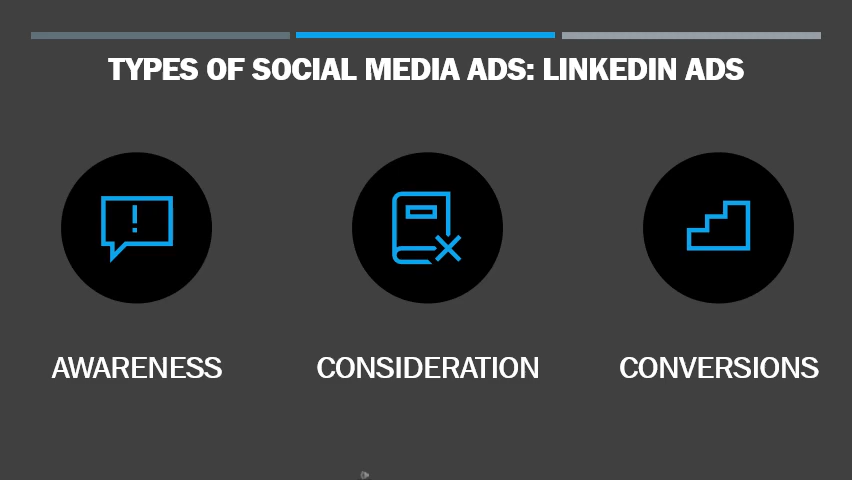 TYPES OF SOCIAL MEDIA ADS: LINKEDIN ADS
AWARENESS
CONSIDERATION
CONVERSIONS